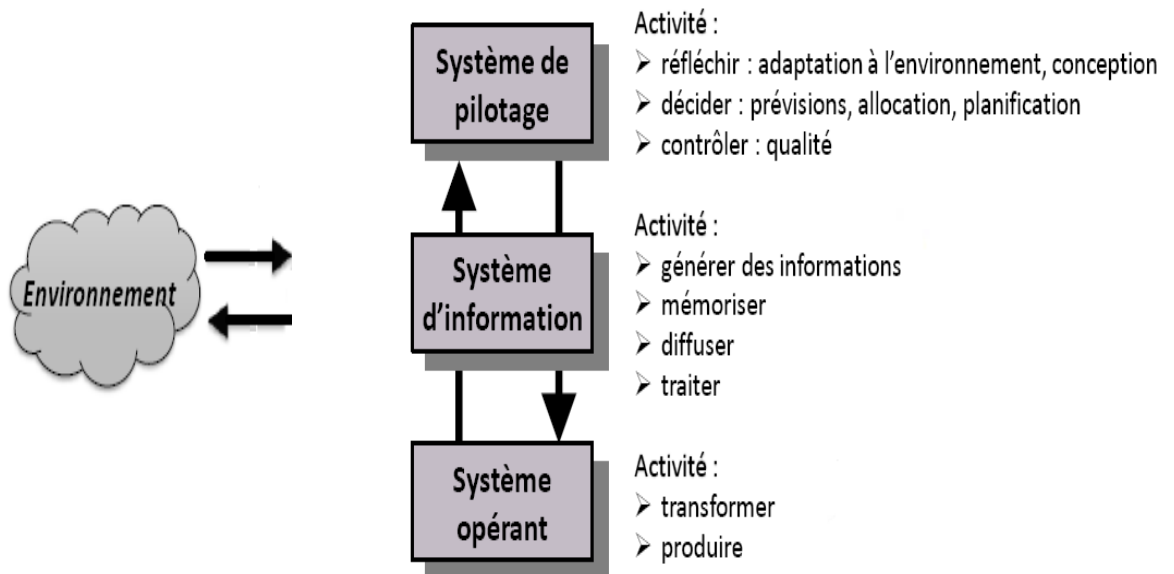 Système de
pilotage
Activité :
➢ réfléchir : adaptation à l'environnement, conception
➢ décider : prévisions, allocation, planification
➢ contrôler : qualité
Environnement
Système
d'information
Activité :
➢ générer des informations
➢ mémoriser
➢ diffuser
➢ traiter
Système
opérant
Activité :
➢ transformer
➢ produire